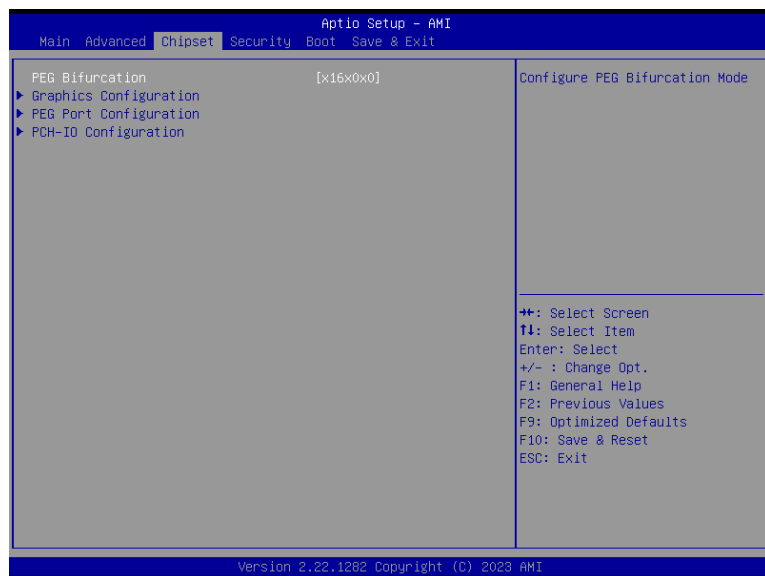 Aptio Setup – AMI
Main Advanced Chipset Security Boot Save & Exit
PEG Bifurcation [x16x0x0]
▶ Graphics Configuration
▶ PEG Port Configuration
▶ PCH-IO Configuration
Configure PEG Bifurcation Mode
→←: Select Screen
↑↓: Select Item
Enter: Select
+/- : Change Opt.
F1: General Help
F2: Previous Values
F9: Optimized Defaults
F10: Save & Reset
ESC: Exit
Version 2.22.1282 Copyright (C) 2023 AMI